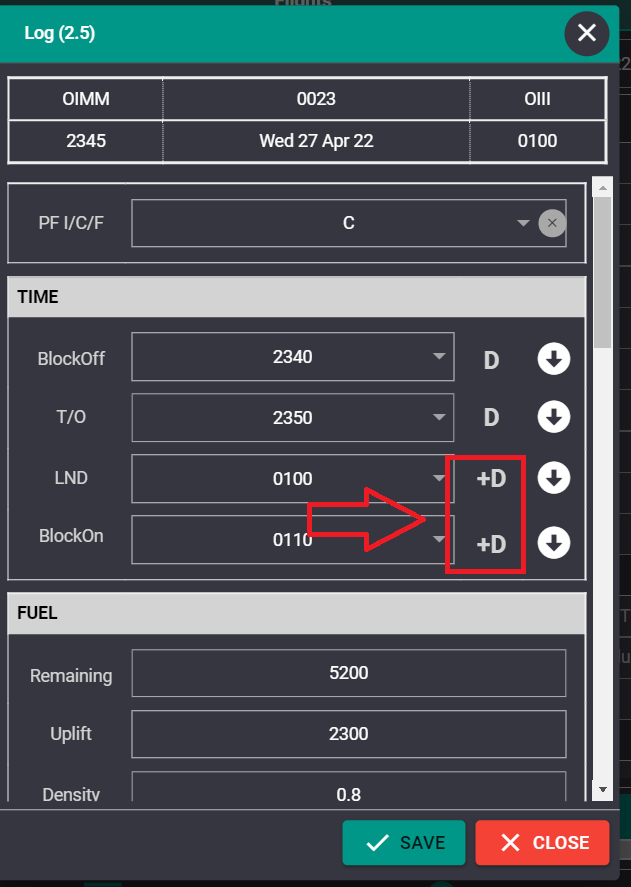 Flights
Log (2.5)
OIMM 0023 OIII
2345 Wed 27 Apr 22 0100
PF I/C/F C
TIME
BlockOff 2340 D
T/O 2350 D
LND 0100 +D
BlockOn 0110 +D
FUEL
Remaining 5200
Uplift 2300
Density 0.8
SAVE CLOSE